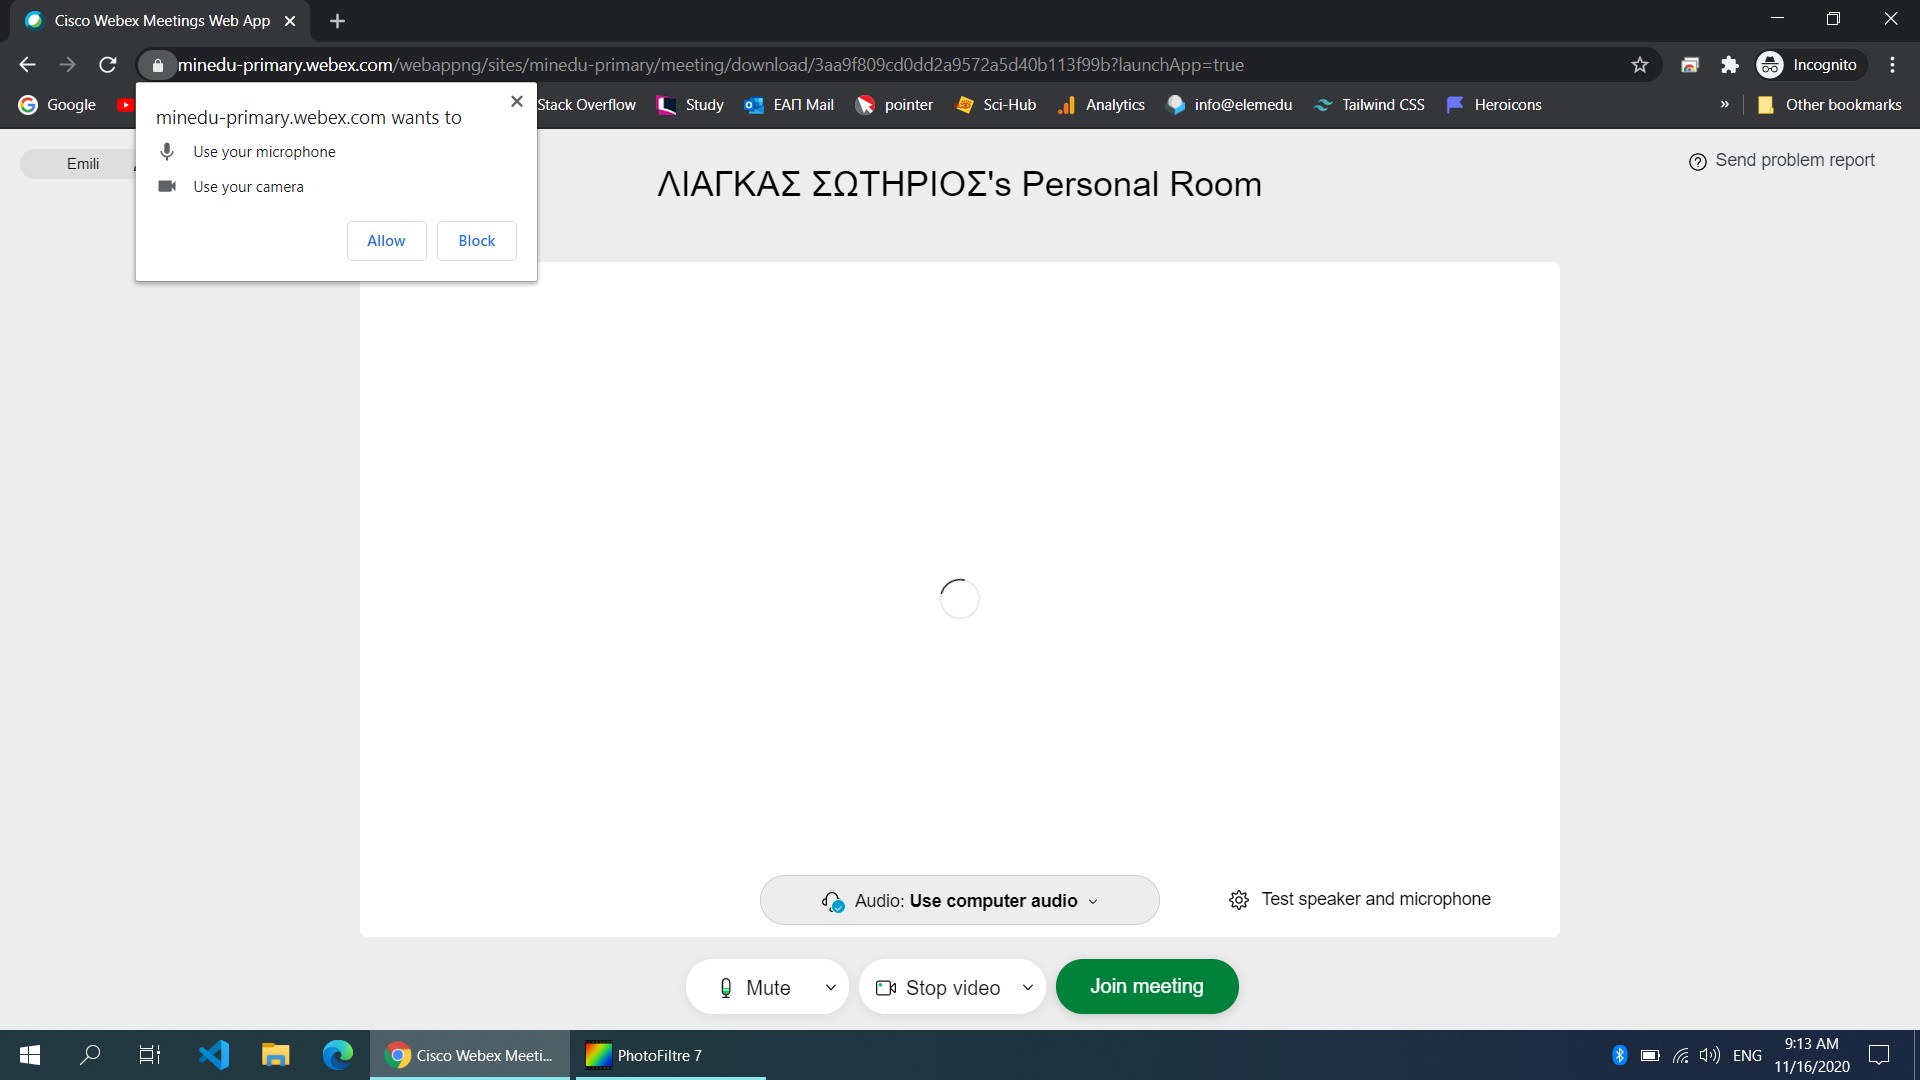 Cisco Webex Meetings Web App
minedu-primary.webex.com/webappng/sites/minedu-primary/meeting/download/3aa9f809cd0dd2a9572a5d40b113f99b?launchApp=true
Incognito
Google
Stack Overflow
Study
ΕΑΠ Mail
pointer
Sci-Hub
Analytics
info@elemedu
Tailwind CSS
Heroicons
»
Other bookmarks
minedu-primary.webex.com wants to
Use your microphone
Use your camera
Allow
Block
Emili
ΛΙΑΓΚΑΣ ΣΩΤΗΡΙΟΣ's Personal Room
Send problem report
Audio: Use computer audio
Test speaker and microphone
Mute
Stop video
Join meeting
Cisco Webex Meeti...
PhotoFiltre 7
ENG
9:13 AM
11/16/2020